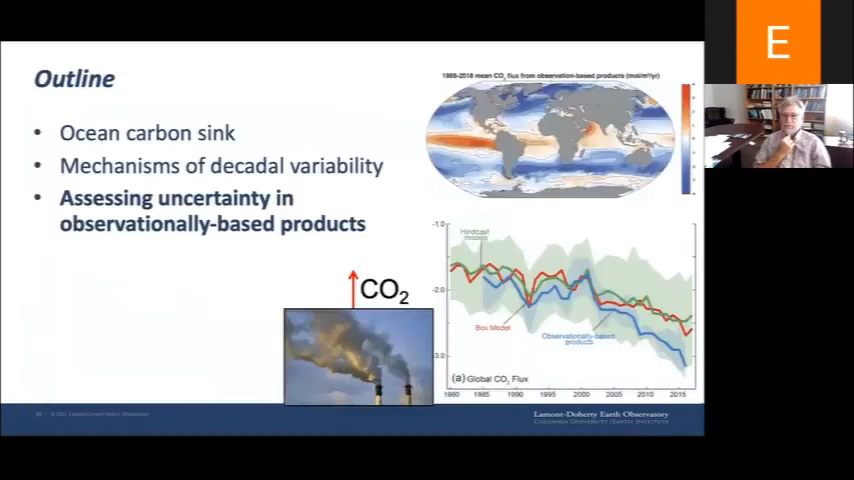 Outline
• Ocean carbon sink
• Mechanisms of decadal variability
• Assessing uncertainty in
observationally-based products
CO2
1988-2018 mean CO2 flux from observation-based products (mol/m²/yr)
-1.0
Hindcast
models
-2.0
Box Model
Observationally-based
products
-3.0
(a) Global CO2 Flux
1980 1985 1990 1995 2000 2005 2010 2015
Lamont-Doherty Earth Observatory
Columbia University | Earth Institute
E